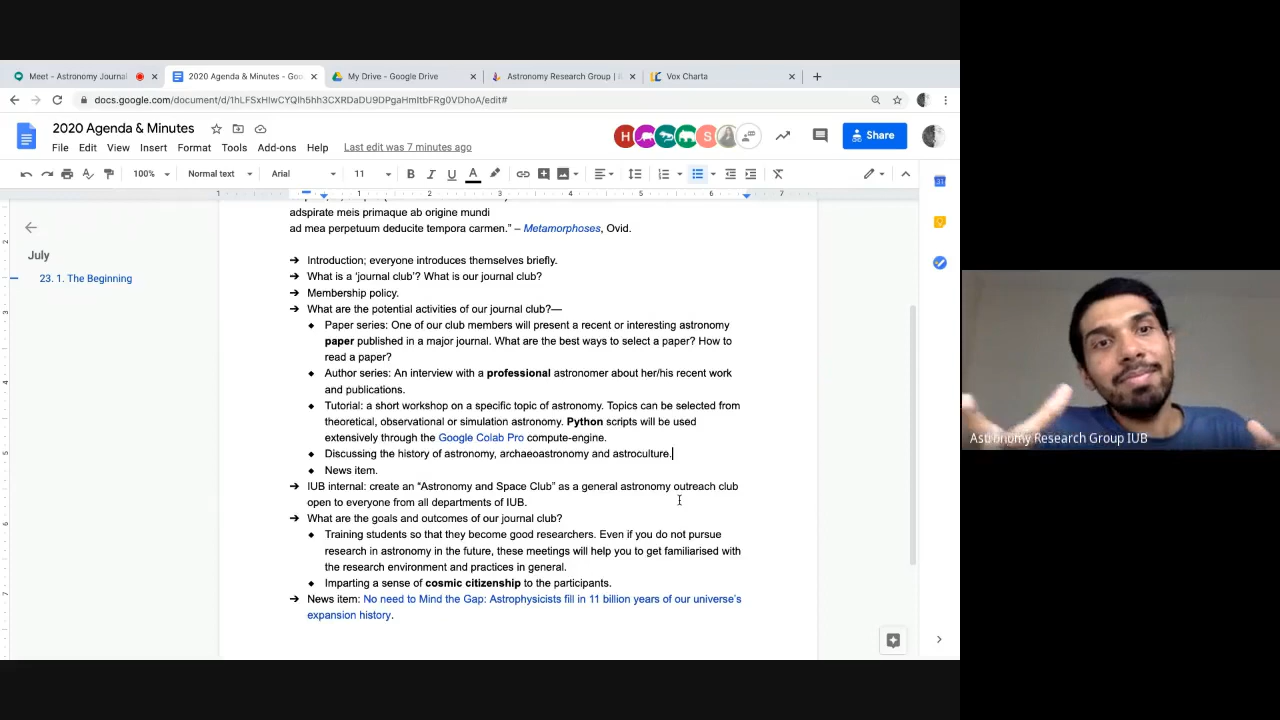 Meet - Astronomy Journal
2020 Agenda & Minutes - Goo
My Drive - Google Drive
Astronomy Research Group | A
Vox Charta
docs.google.com/document/d/1hLFSxHIwCYQIh5hh3CXRDaDU9DPgaHmItbFRg0VDhoA/edit#
2020 Agenda & Minutes
H
S
Share
File Edit View Insert Format Tools Add-ons Help Last edit was 7 minutes ago
100% Normal text Arial 11 B I U A
1 1 2 3 4 5 6 7
adspirate meis primaque ab origine mundi
ad mea perpetuum deducite tempora carmen.” – Metamorphoses, Ovid.
July
23. 1. The Beginning
➔ Introduction; everyone introduces themselves briefly.
➔ What is a ‘journal club’? What is our journal club?
➔ Membership policy.
➔ What are the potential activities of our journal club?—
◆ Paper series: One of our club members will present a recent or interesting astronomy
paper published in a major journal. What are the best ways to select a paper? How to
read a paper?
◆ Author series: An interview with a professional astronomer about her/his recent work
and publications.
◆ Tutorial: a short workshop on a specific topic of astronomy. Topics can be selected from
theoretical, observational or simulation astronomy. Python scripts will be used
extensively through the Google Colab Pro compute-engine.
◆ Discussing the history of astronomy, archaeoastronomy and astroculture.
◆ News item.
➔ IUB internal: create an “Astronomy and Space Club” as a general astronomy outreach club
open to everyone from all departments of IUB.
➔ What are the goals and outcomes of our journal club?
◆ Training students so that they become good researchers. Even if you do not pursue
research in astronomy in the future, these meetings will help you to get familiarised with
the research environment and practices in general.
◆ Imparting a sense of cosmic citizenship to the participants.
➔ News item: No need to Mind the Gap: Astrophysicists fill in 11 billion years of our universe’s
expansion history.
Astronomy Research Group IUB